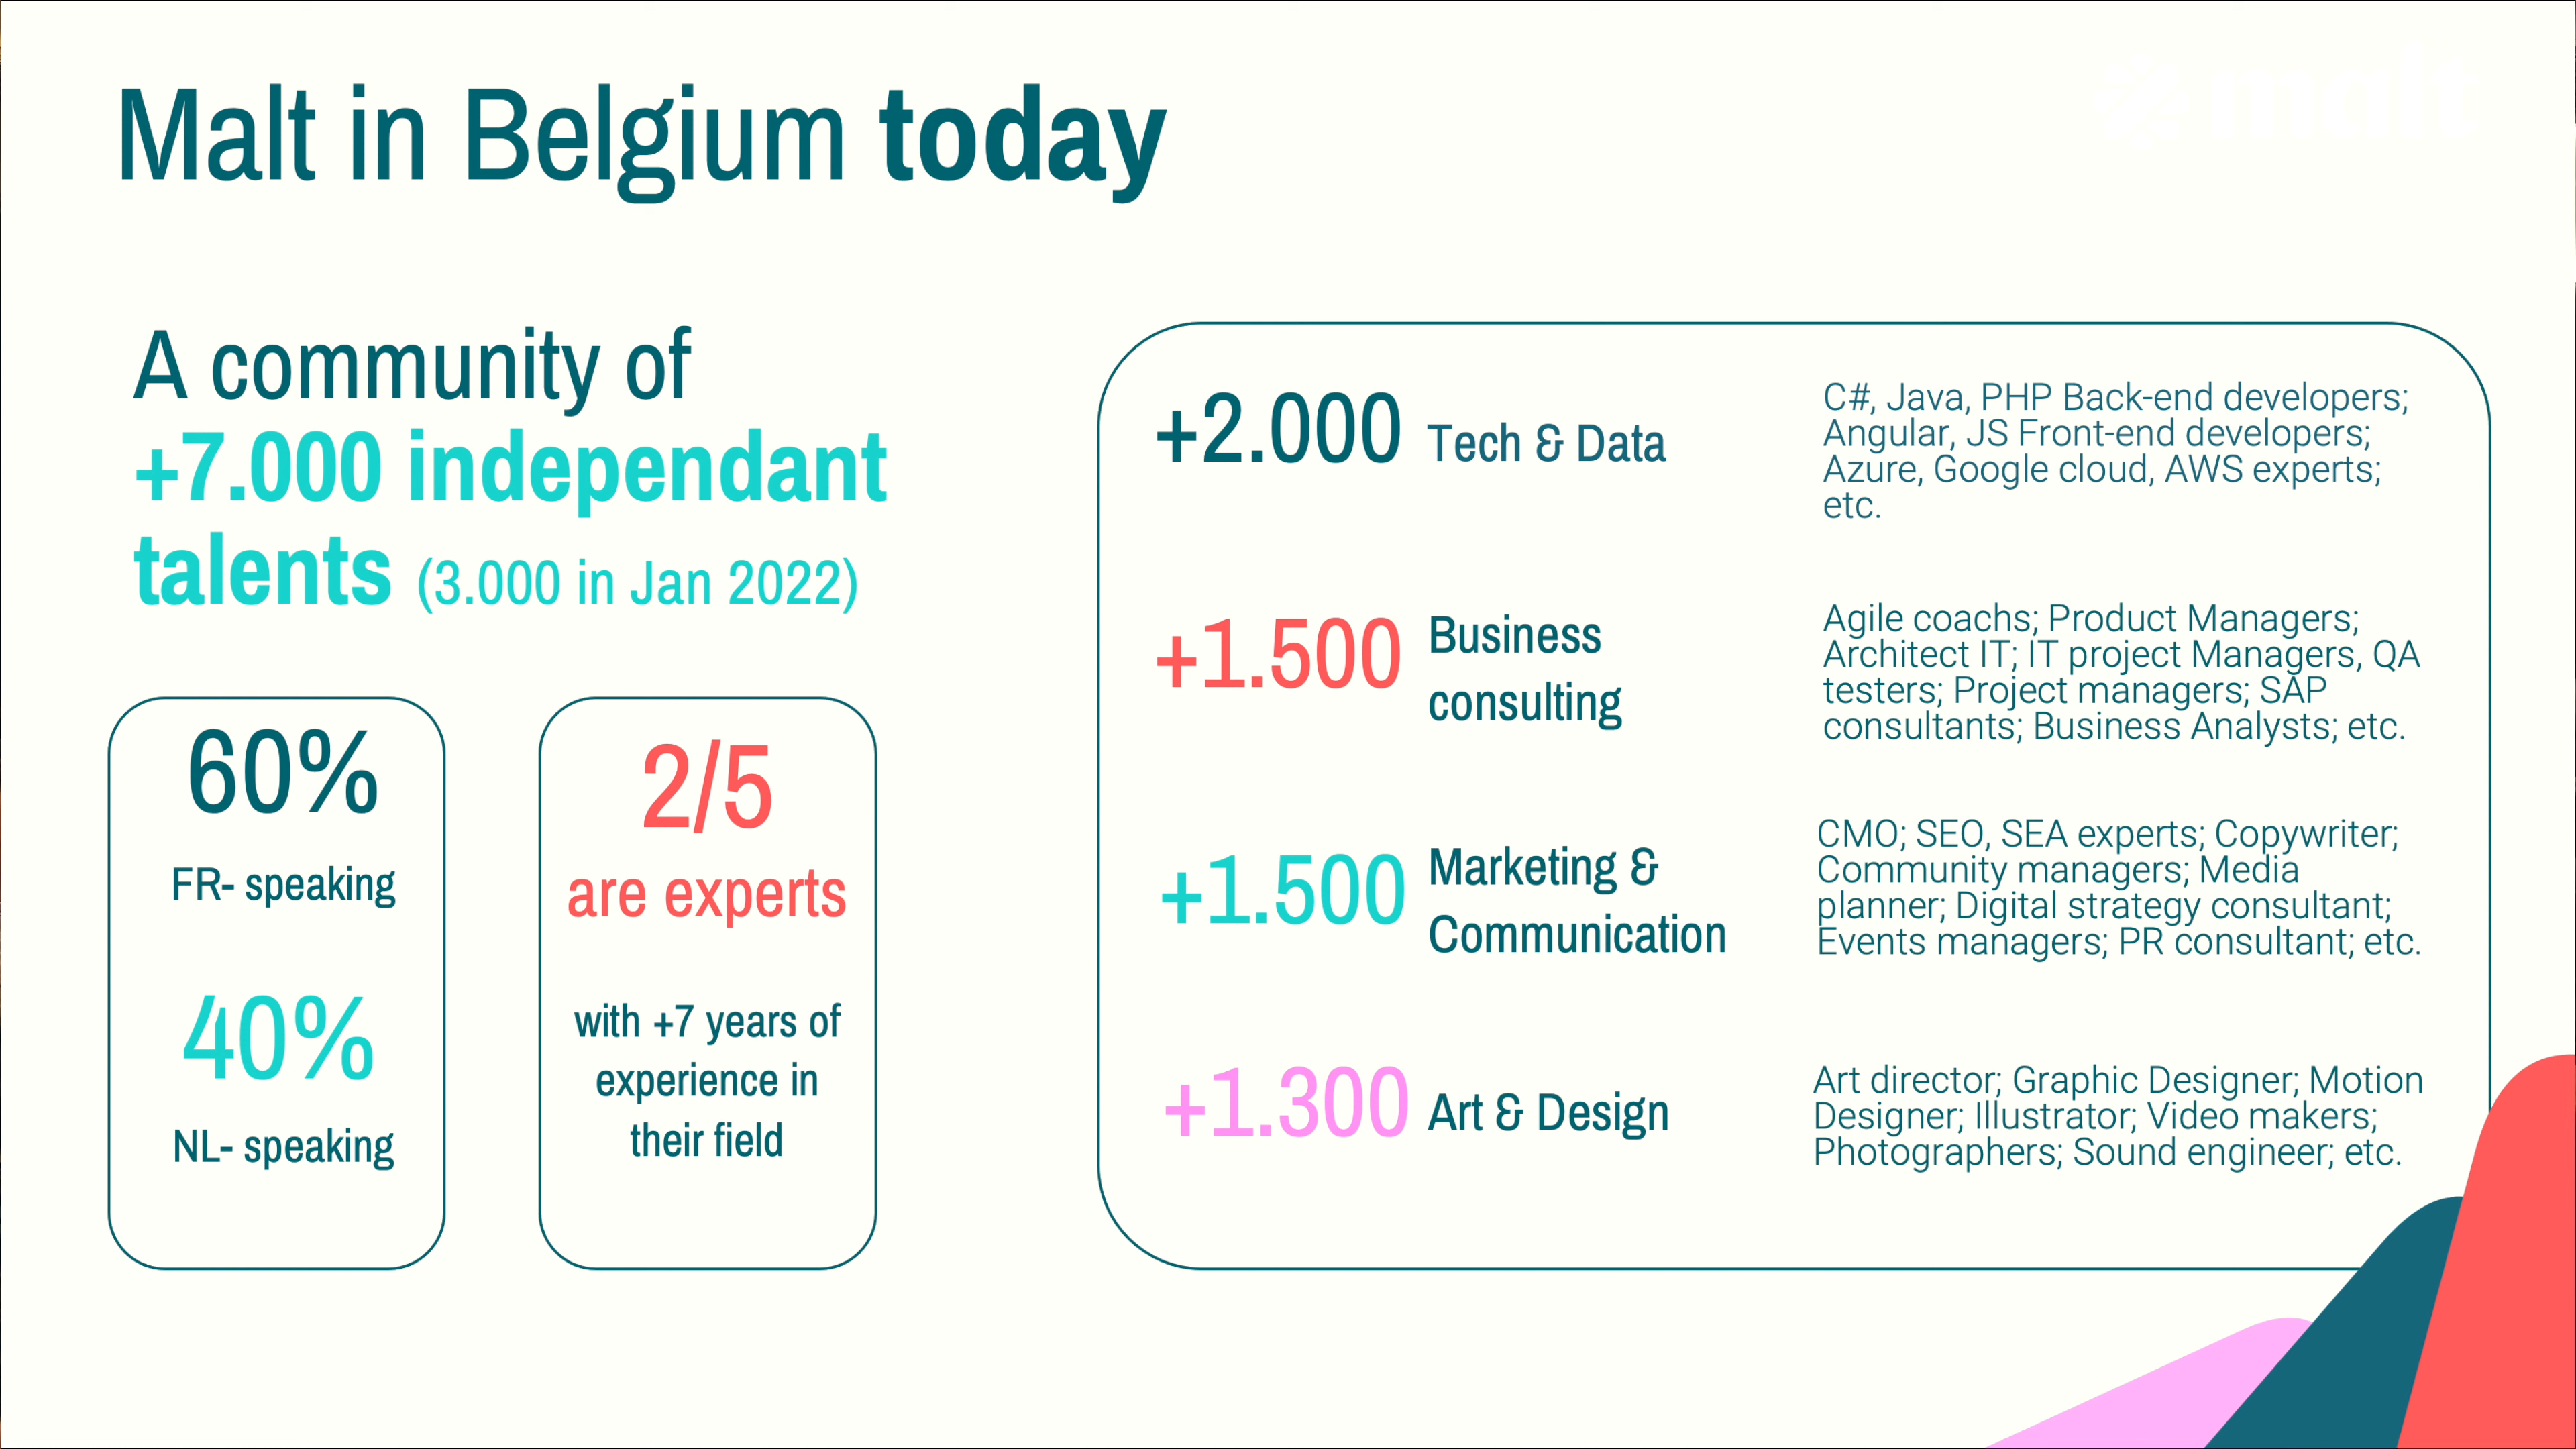 Malt in Belgium today
A community of
+7.000 independant
talents (3.000 in Jan 2022)
60%
FR- speaking
40%
NL- speaking
2/5
are experts
with +7 years of
experience in
their field
+2.000 Tech & Data
C#, Java, PHP Back-end developers;
Angular, JS Front-end developers;
Azure, Google cloud, AWS experts;
etc.
+1.500 Business
consulting
Agile coachs; Product Managers;
Architect IT; IT project Managers, QA
testers; Project managers; SAP
consultants; Business Analysts; etc.
+1.500 Marketing &
Communication
CMO; SEO, SEA experts; Copywriter;
Community managers; Media
planner; Digital strategy consultant;
Events managers; PR consultant; etc.
+1.300 Art & Design
Art director; Graphic Designer; Motion
Designer; Illustrator; Video makers;
Photographers; Sound engineer; etc.